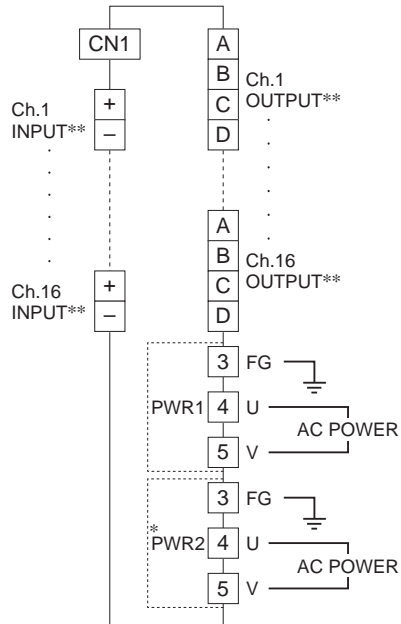 CN1
A
B
C
D
Ch.1
OUTPUT**
Ch.1
INPUT**
+
–
A
B
C
D
Ch.16
OUTPUT**
Ch.16
INPUT**
+
–
PWR1
3 FG
4 U
5 V
AC POWER
*
PWR2
3 FG
4 U
5 V
AC POWER